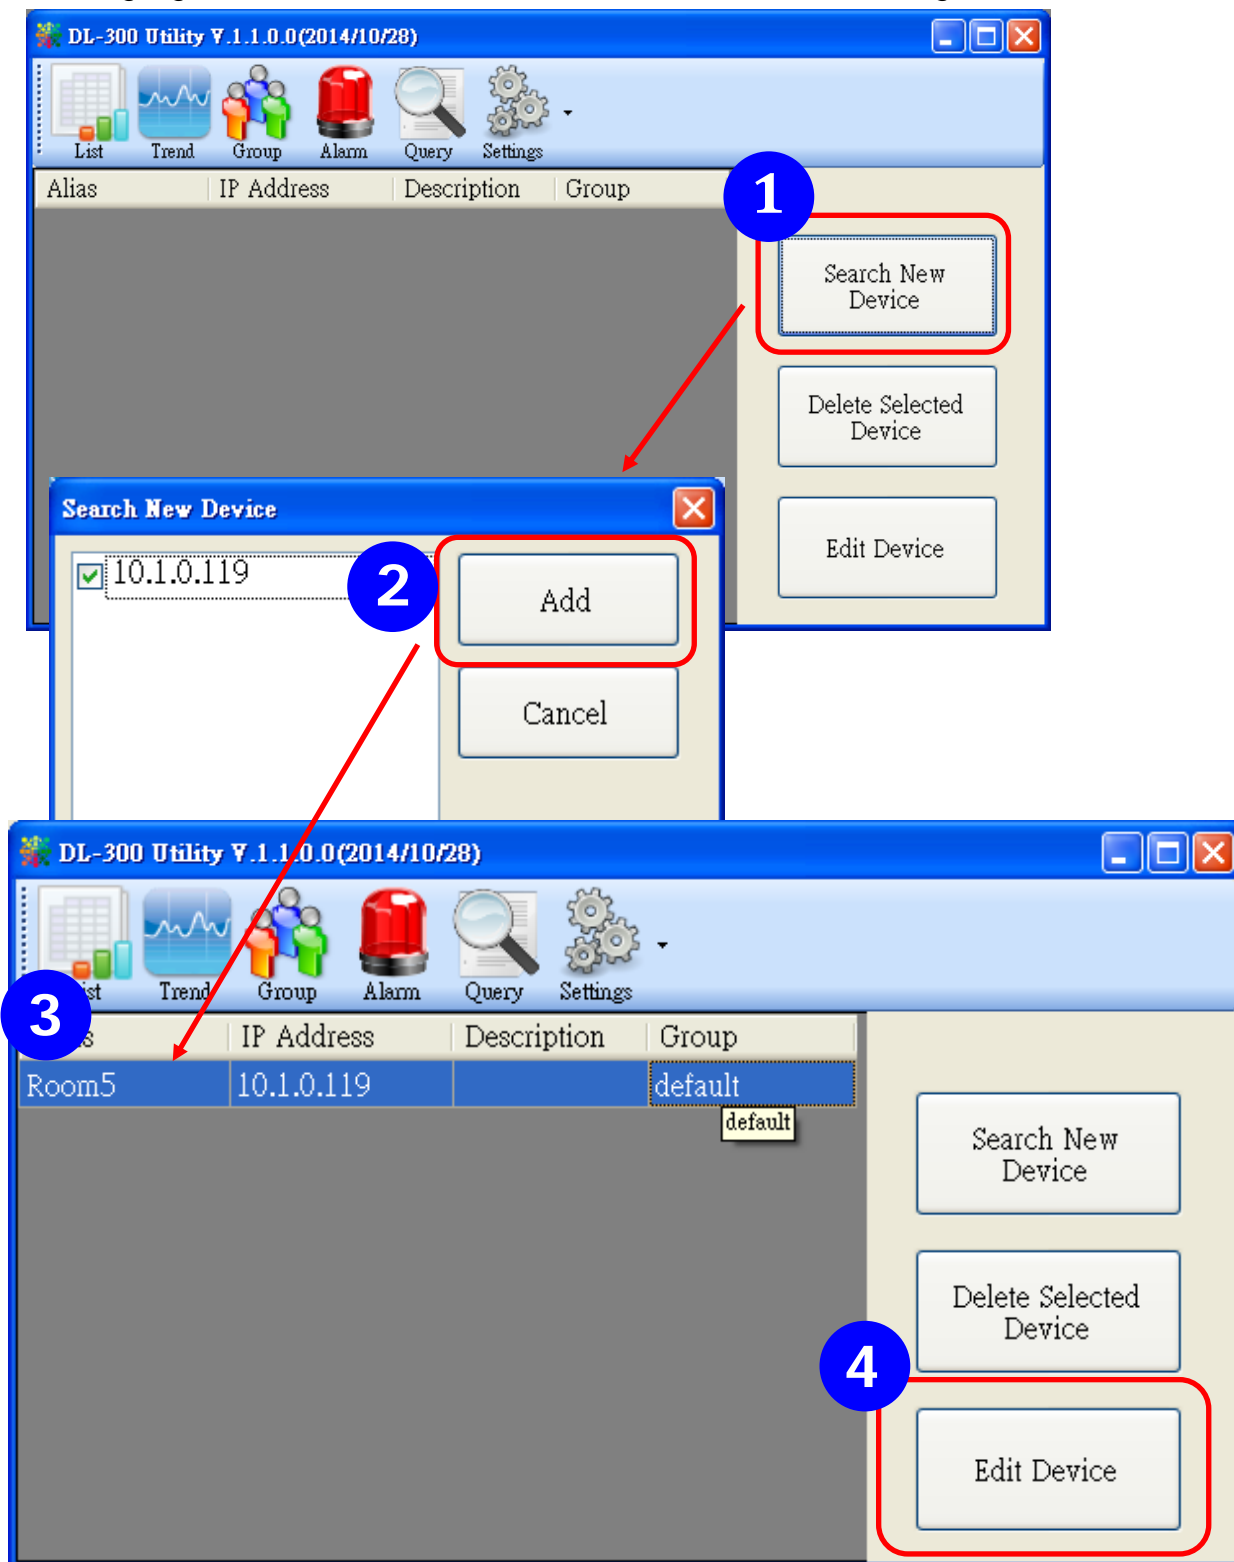 DL-300 Utility V.1.1.0.0(2014/10/28)
List Trend Group Alarm Query Settings
Alias IP Address Description Group
1
Search New
Device
Delete Selected
Device
Edit Device
Search New Device
10.1.0.119
2
Add
Cancel
DL-300 Utility V.1.1.0.0(2014/10/28)
Trend Group Alarm Query Settings
3
IP Address Description Group
Room5 10.1.0.119 default
default
Search New
Device
Delete Selected
Device
4
Edit Device